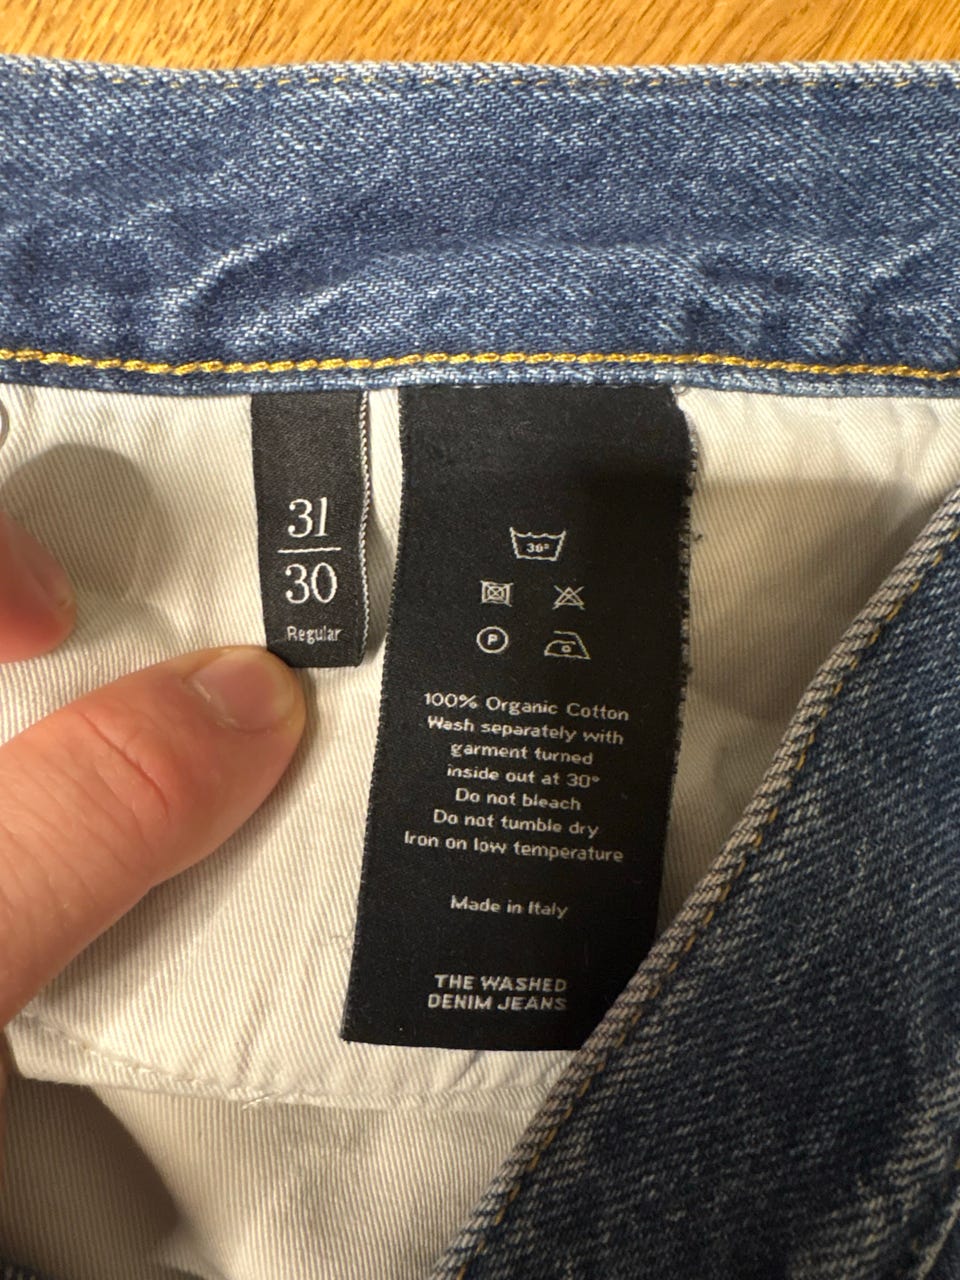 31
30
Regular
30°
P
100% Organic Cotton
Wash separately with
garment turned
inside out at 30°
Do not bleach
Do not tumble dry
Iron on low temperature
Made in Italy
THE WASHED
DENIM JEANS